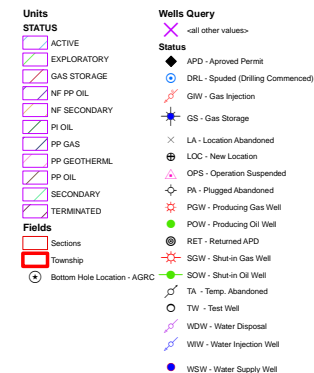 Units
STATUS
ACTIVE
EXPLORATORY
GAS STORAGE
NF PP OIL
NF SECONDARY
PI OIL
PP GAS
PP GEOTHERML
PP OIL
SECONDARY
TERMINATED
Fields
Sections
Township
Bottom Hole Location - AGRC
Wells Query
<all other values>
Status
APD - Aproved Permit
DRL - Spuded (Drilling Commenced)
GIW - Gas Injection
GS - Gas Storage
LA - Location Abandoned
LOC - New Location
OPS - Operation Suspended
PA - Plugged Abandoned
PGW - Producing Gas Well
POW - Producing Oil Well
RET - Returned APD
SGW - Shut-in Gas Well
SOW - Shut-in Oil Well
TA - Temp. Abandoned
TW - Test Well
WDW - Water Disposal
WIW - Water Injection Well
WSW - Water Supply Well